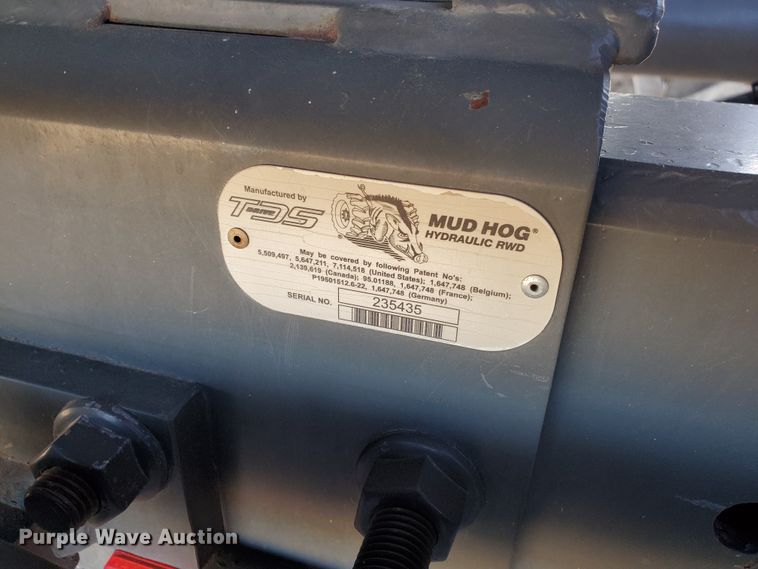 Manufactured by
TDS
DRIVE
MUD HOG®
HYDRAULIC RWD
May be covered by following Patent No's:
5,509,497, 5,647,211, 7,114,518 (United States); 1,647,748 (Belgium);
2,139,619 (Canada); 95.01188, 1,647,748 (France);
P19501512.6-22, 1,647,748 (Germany)
SERIAL NO. 235435
Purple Wave Auction